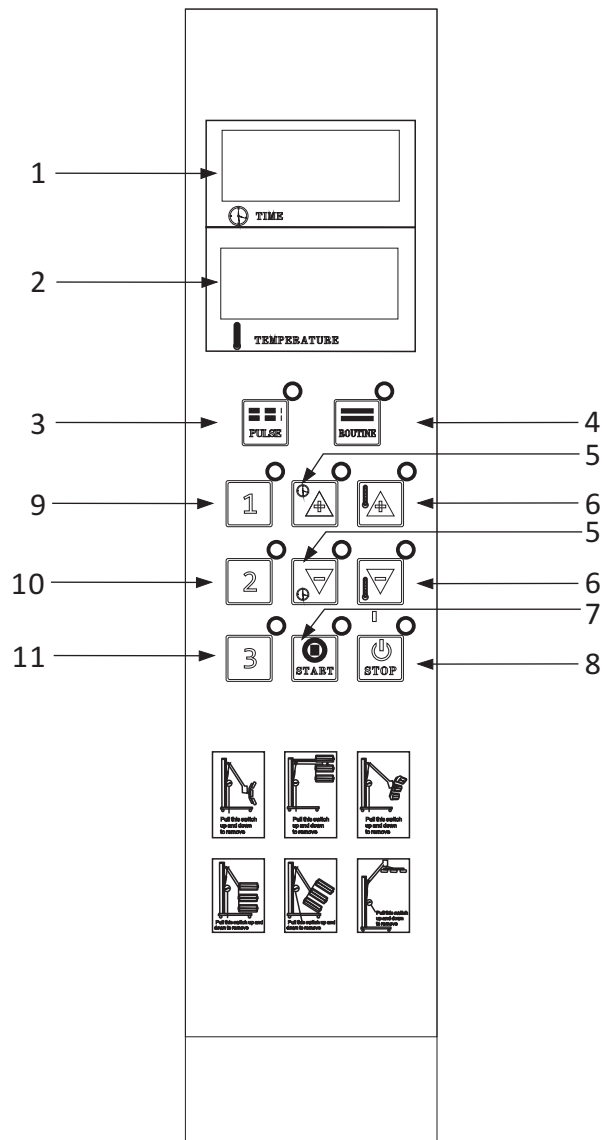 1
TIME
2
TEMPERATURE
3
PULSE
ROUTINE
4
5
9
1
6
5
10
2
6
7
11
3
START
STOP
8
Pull this switch
up and down
to remove
Pull this switch
up and down
to remove
Pull this switch
up and down
to remove
Pull this switch up and
down to remove
Pull this switch up and
down to remove
Pull this switch
up and down
to remove